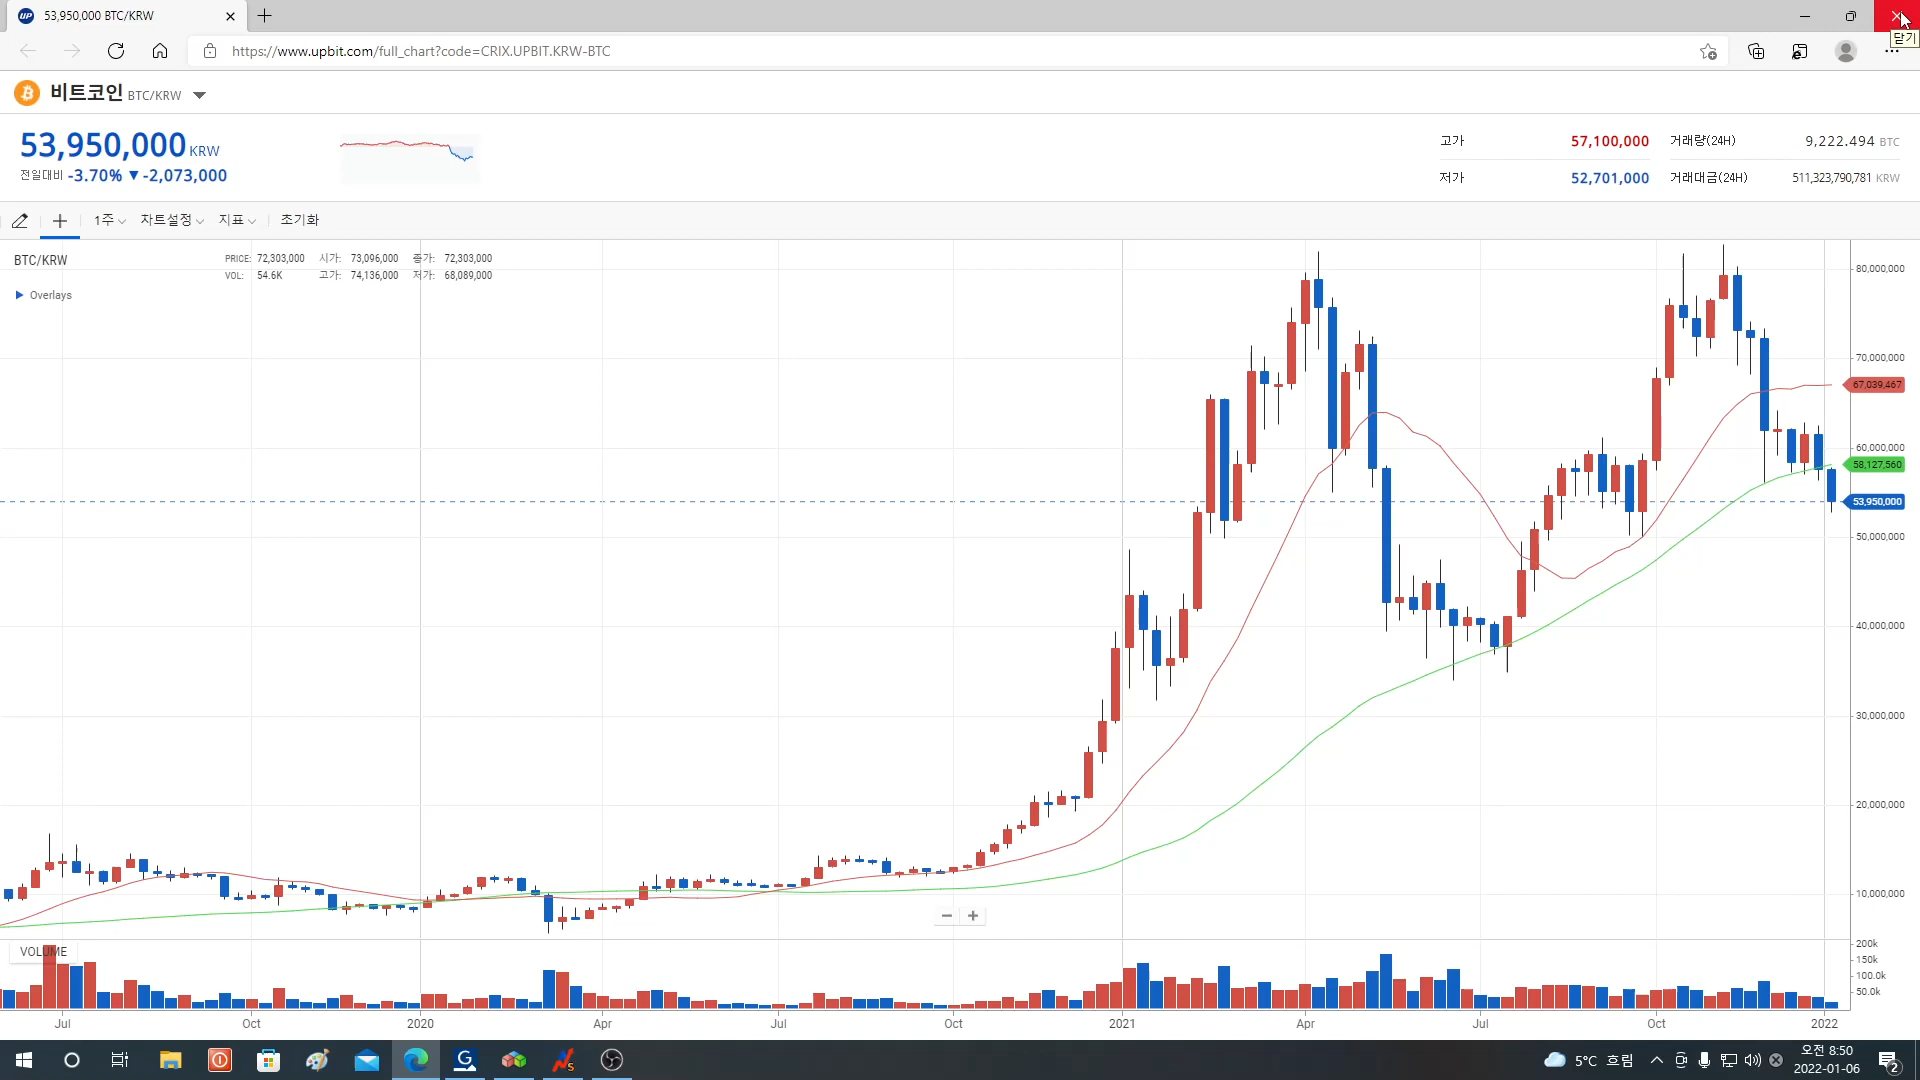 53,950,000 BTC/KRW
https://www.upbit.com/full_chart?code=CRIX.UPBIT.KRW-BTC
닫기
비트코인 BTC/KRW
53,950,000 KRW
전일대비 -3.70% ▼ -2,073,000
고가 57,100,000 거래량(24H) 9,222.494 BTC
저가 52,701,000 거래대금(24H) 511,323,790,781 KRW
1주 차트설정 지표 초기화
BTC/KRW
PRICE: 72,303,000 시가: 73,096,000 종가: 72,303,000
VOL: 54.6K 고가: 74,136,000 저가: 68,089,000
Overlays
80,000,000
70,000,000
67,039,467
60,000,000
58,127,560
53,950,000
50,000,000
40,000,000
30,000,000
20,000,000
10,000,000
VOLUME
200k
150k
100.0k
50.0k
Jul Oct 2020 Apr Jul Oct 2021 Apr Jul Oct 2022
5°C 흐림
오전 8:50
2022-01-06
2